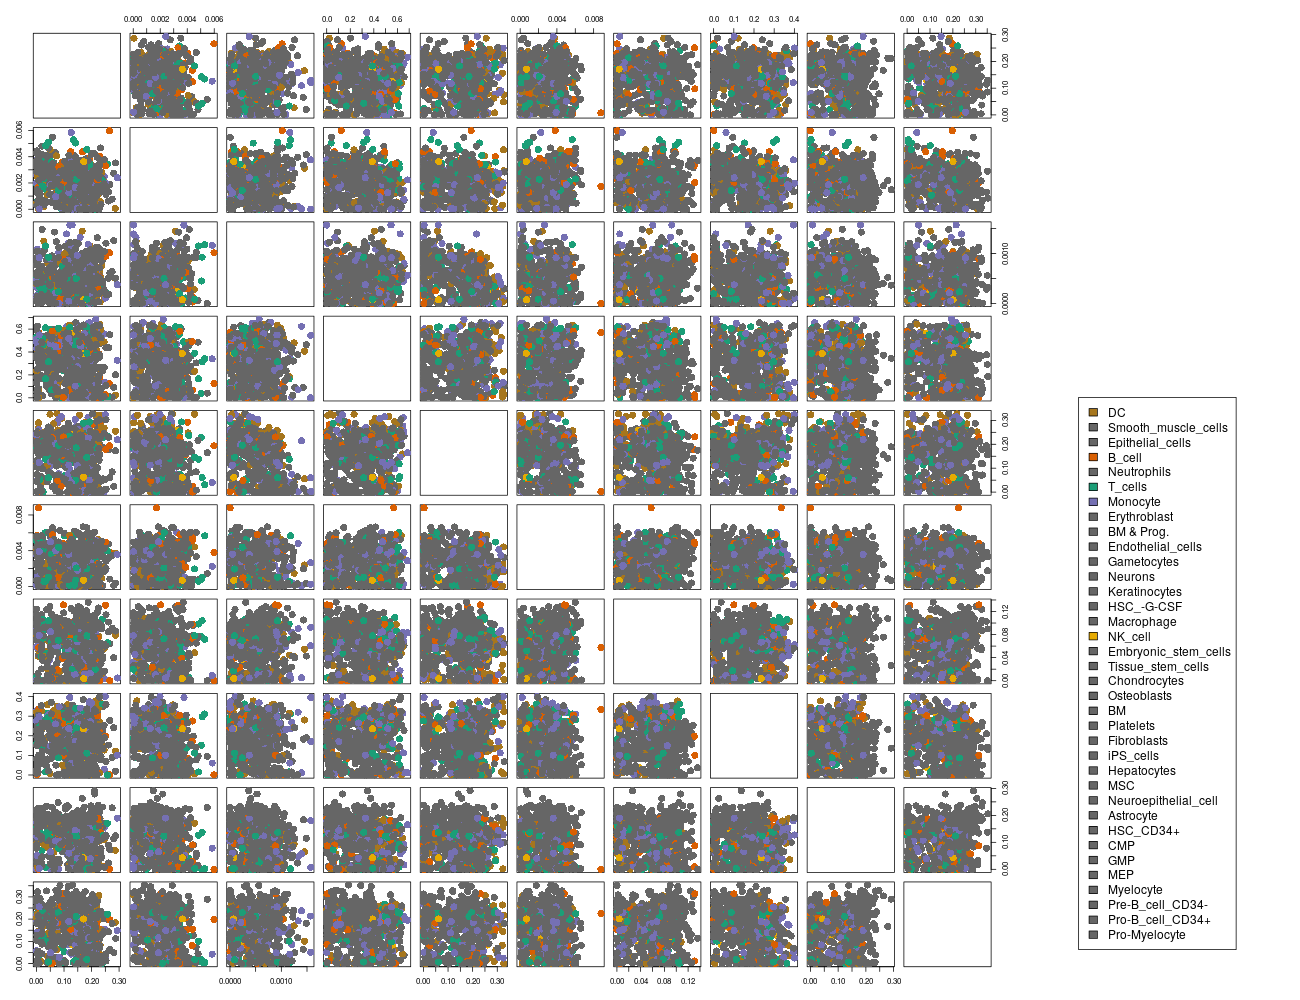 0.000 0.002 0.004 0.006 0.0 0.2 0.4 0.6 0.000 0.004 0.008 0.0 0.1 0.2 0.3 0.4 0.00 0.10 0.20 0.30
0.00 0.10 0.20 0.30
0.000 0.002 0.004 0.006
0.0000 0.0010
0.0 0.2 0.4 0.6
0.00 0.10 0.20 0.30
0.000 0.004 0.008
0.00 0.04 0.08 0.12
0.0 0.1 0.2 0.3 0.4
0.00 0.10 0.20 0.30
0.00 0.10 0.20 0.30
0.00 0.10 0.20 0.30 0.0000 0.0010 0.00 0.10 0.20 0.30 0.00 0.04 0.08 0.12 0.00 0.10 0.20 0.30
DC
Smooth_muscle_cells
Epithelial_cells
B_cell
Neutrophils
T_cells
Monocyte
Erythroblast
BM & Prog.
Endothelial_cells
Gametocytes
Neurons
Keratinocytes
HSC_-G-CSF
Macrophage
NK_cell
Embryonic_stem_cells
Tissue_stem_cells
Chondrocytes
Osteoblasts
BM
Platelets
Fibroblasts
iPS_cells
Hepatocytes
MSC
Neuroepithelial_cell
Astrocyte
HSC_CD34+
CMP
GMP
MEP
Myelocyte
Pre-B_cell_CD34-
Pro-B_cell_CD34+
Pro-Myelocyte